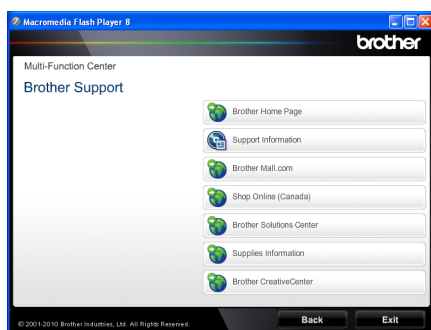 Macromedia Flash Player 8
brother
Multi-Function Center
Brother Support
Brother Home Page
Support Information
Brother Mall.com
Shop Online (Canada)
Brother Solutions Center
Supplies Information
Brother CreativeCenter
© 2001-2010 Brother Industries, Ltd. All Rights Reserved.
Back
Exit